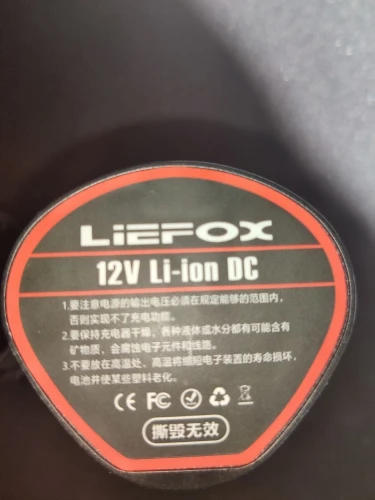 LiEFOX
12V Li-ion DC
1.要注意电源的输出电压必须在规定能够的范围内,
否则实现不了充电功能。
2.要保持充电器干燥、各种液体或水分都有可能含有
矿物质、会腐蚀电子元件和线路。
3.不要放在高温处、高温将缩短电子装置的寿命损坏,
电池并使某些塑料老化。
CE FC
撕毁无效